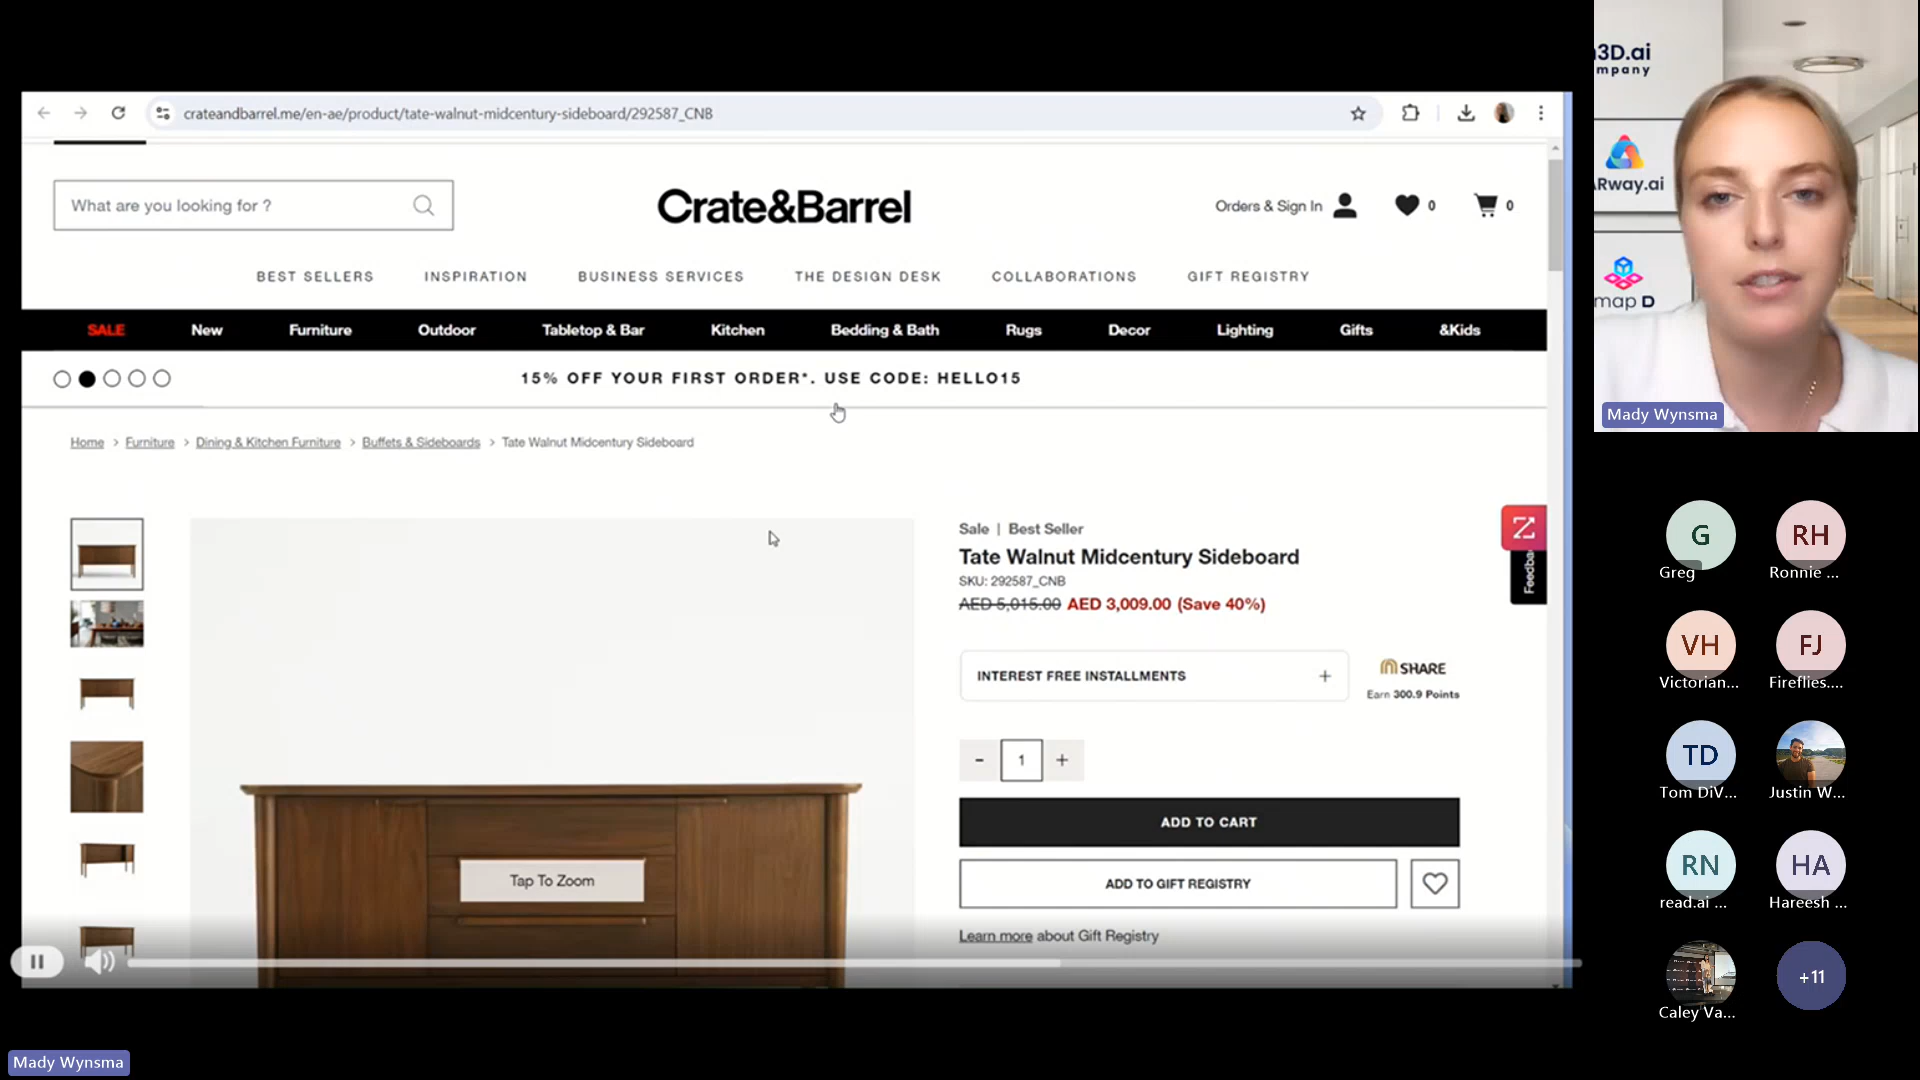 crateandbarrel.me/en-ae/product/tate-walnut-midcentury-sideboard/292587_CNB
What are you looking for ?
Crate&Barrel
Orders & Sign In
0
0
BEST SELLERS
INSPIRATION
BUSINESS SERVICES
THE DESIGN DESK
COLLABORATIONS
GIFT REGISTRY
SALE
New
Furniture
Outdoor
Tabletop & Bar
Kitchen
Bedding & Bath
Rugs
Decor
Lighting
Gifts
&Kids
15% OFF YOUR FIRST ORDER*. USE CODE: HELLO15
Home > Furniture > Dining & Kitchen Furniture > Buffets & Sideboards > Tate Walnut Midcentury Sideboard
Sale | Best Seller
Tate Walnut Midcentury Sideboard
SKU: 292587_CNB
AED 5,015.00 AED 3,009.00 (Save 40%)
Feedba
INTEREST FREE INSTALLMENTS +
SHARE
Earn 300.9 Points
- 1 +
ADD TO CART
Tap To Zoom
ADD TO GIFT REGISTRY
Learn more about Gift Registry
Mady Wynsma
3D.ai
mpany
ARway.ai
map D
Mady Wynsma
G
Greg
RH
Ronnie ...
VH
Victorian...
FJ
Fireflies....
TD
Tom DiV...
Justin W...
RN
read.ai ...
HA
Hareesh ...
Caley Va...
+11